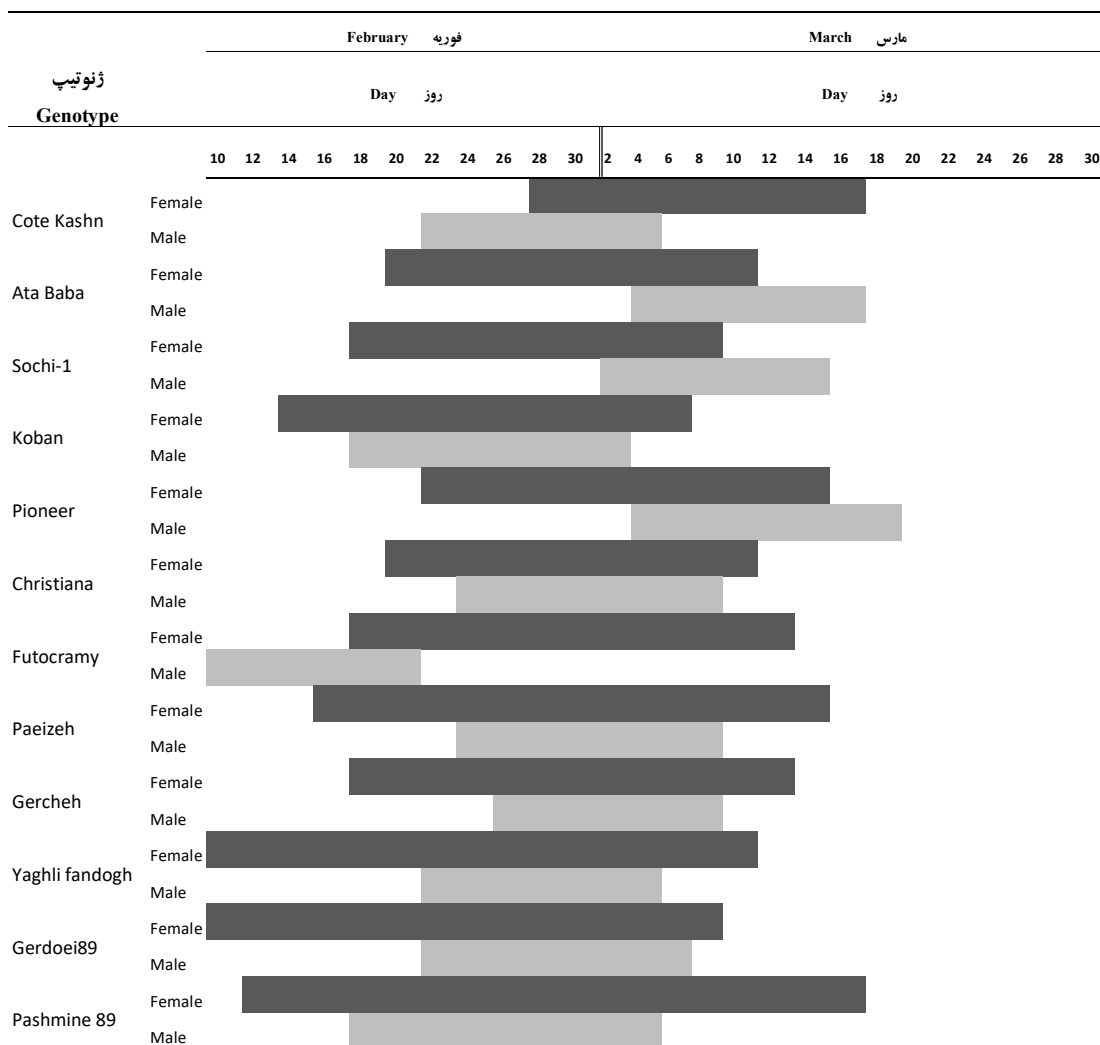 February فوریه
March مارس
ژنوتیپ
Genotype
Day روز
Day روز
10 12 14 16 18 20 22 24 26 28 30 2 4 6 8 10 12 14 16 18 20 22 24 26 28 30
Cote Kashn
Female
Male
Ata Baba
Female
Male
Sochi-1
Female
Male
Koban
Female
Male
Pioneer
Female
Male
Christiana
Female
Male
Futocramy
Female
Male
Paeizeh
Female
Male
Gercheh
Female
Male
Yaghli fandogh
Female
Male
Gerdoei89
Female
Male
Pashmine 89
Female
Male